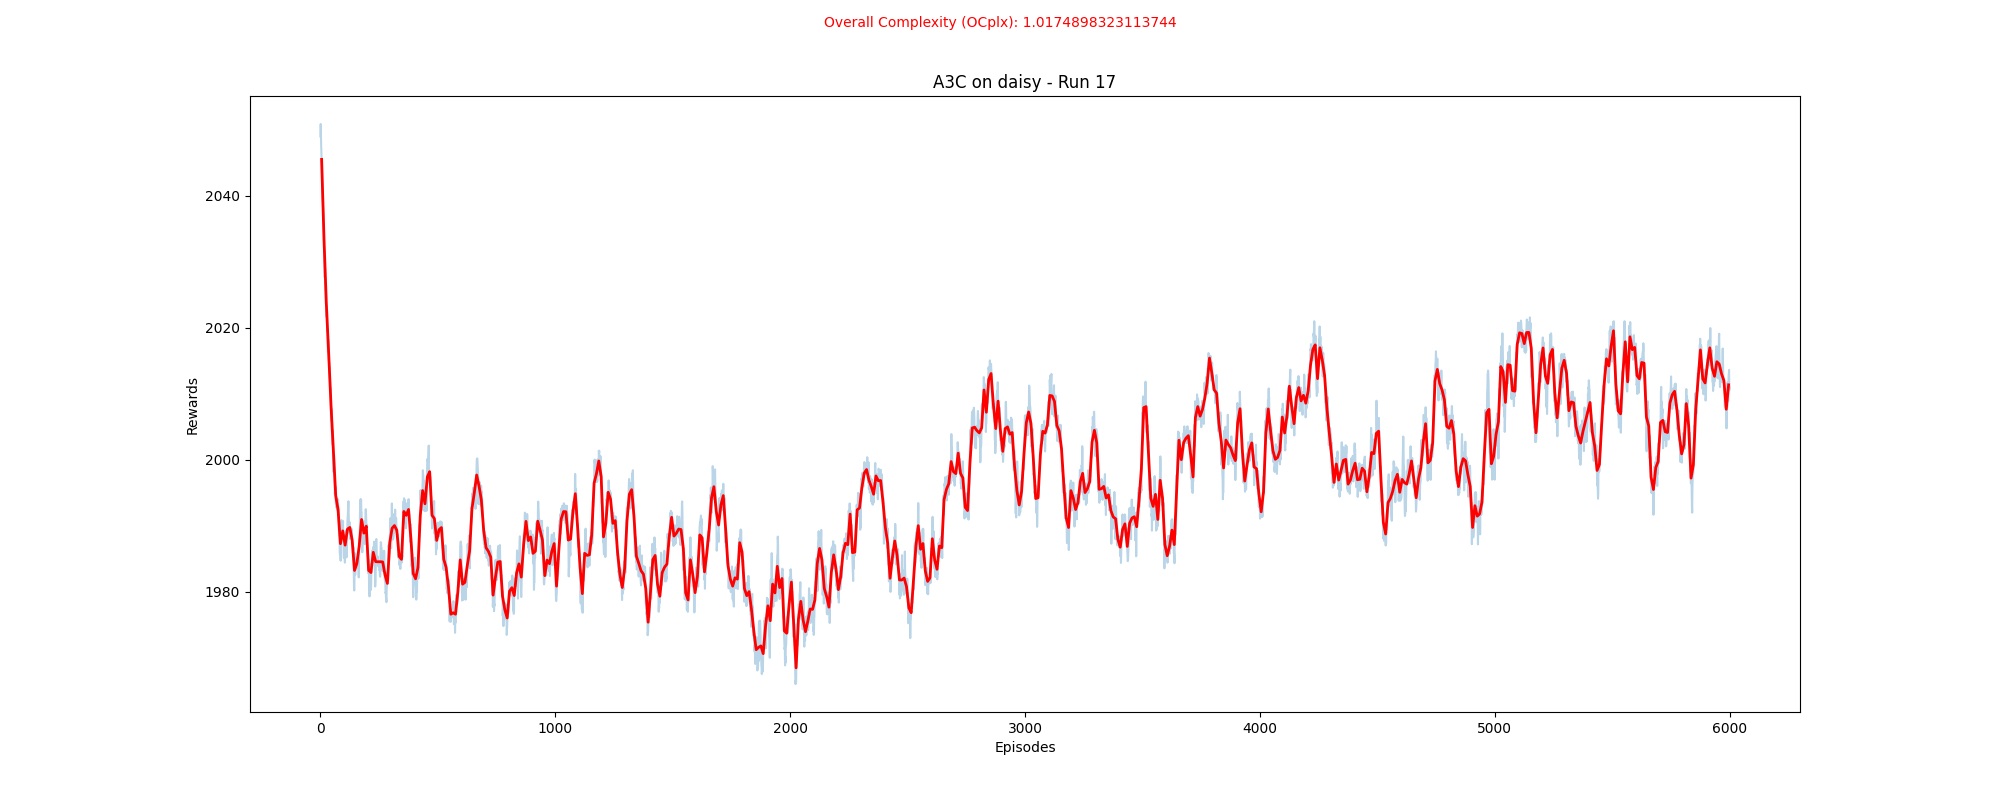 Overall Complexity (OCplx): 1.0174898323113744
A3C on daisy - Run 17
Rewards
2040
2020
2000
1980
0 1000 2000 3000 4000 5000 6000
Episodes